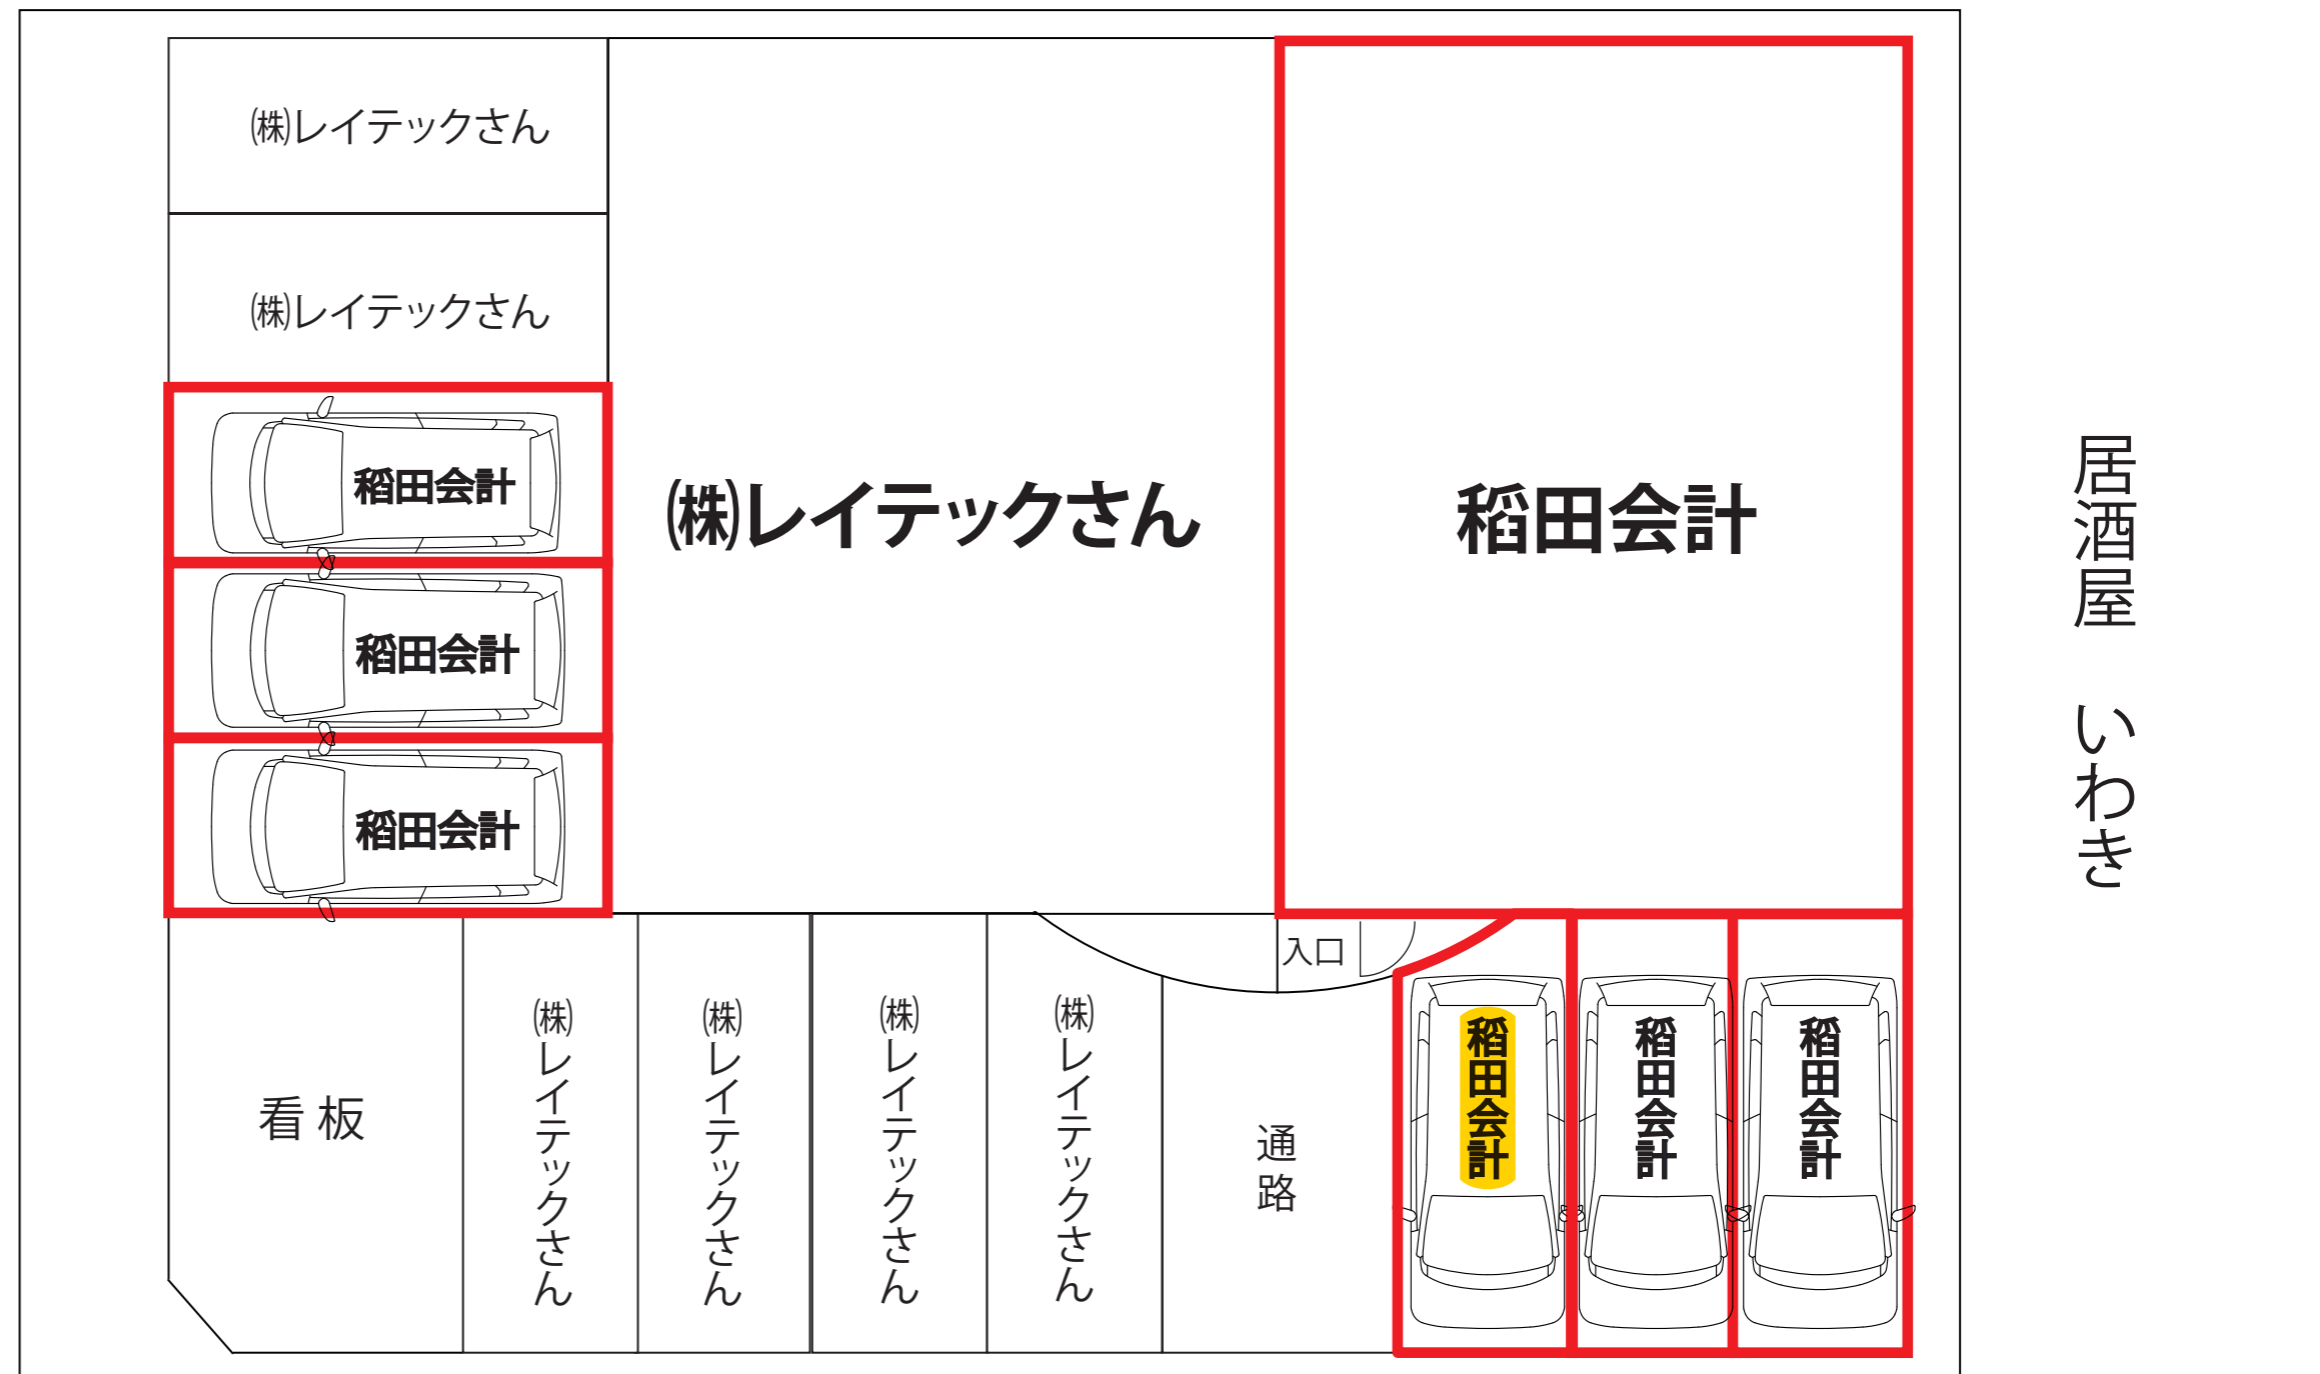 ㈱レイテックさん
㈱レイテックさん
稲田会計
稲田会計
稲田会計
㈱レイテックさん
稲田会計
居酒屋　いわき
入口
看板
㈱レイテックさん
㈱レイテックさん
㈱レイテックさん
㈱レイテックさん
通路
稲田会計
稲田会計
稲田会計